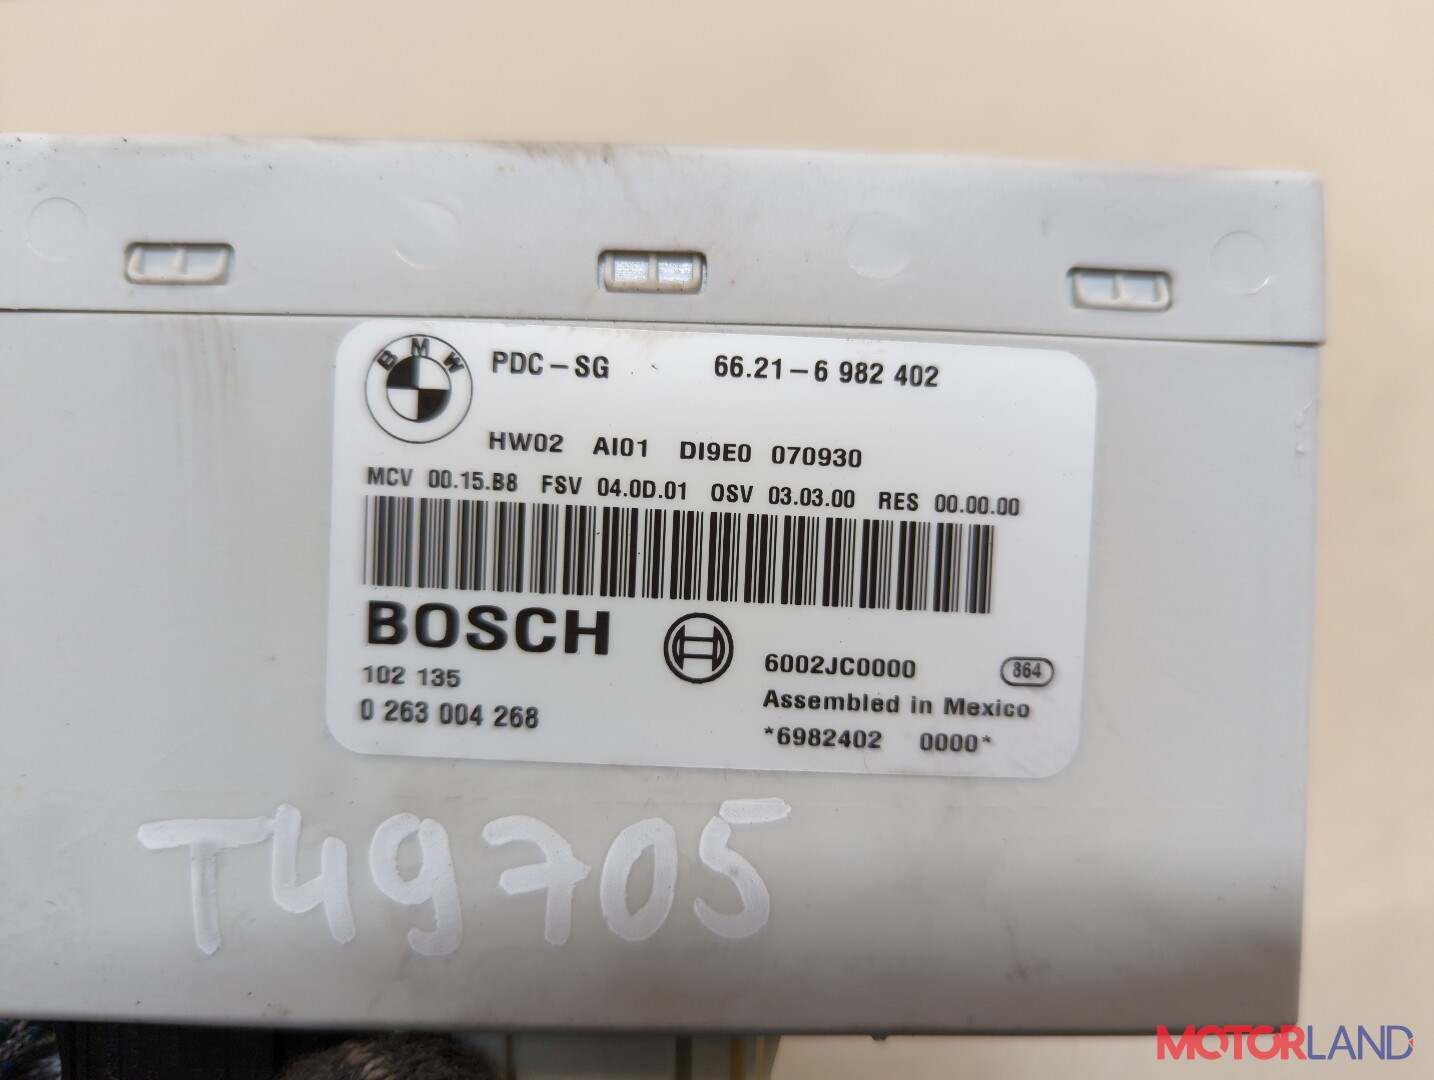 BMW
PDC-SG 66.21-6 982 402
HW02 AI01 DI9E0 070930
MCV 00.15.B8 FSV 04.0D.01 OSV 03.03.00 RES 00.00.00
BOSCH
102 135
0 263 004 268
6002JC0000 864
Assembled in Mexico
*6982402 0000*
T49705
MOTORLAND